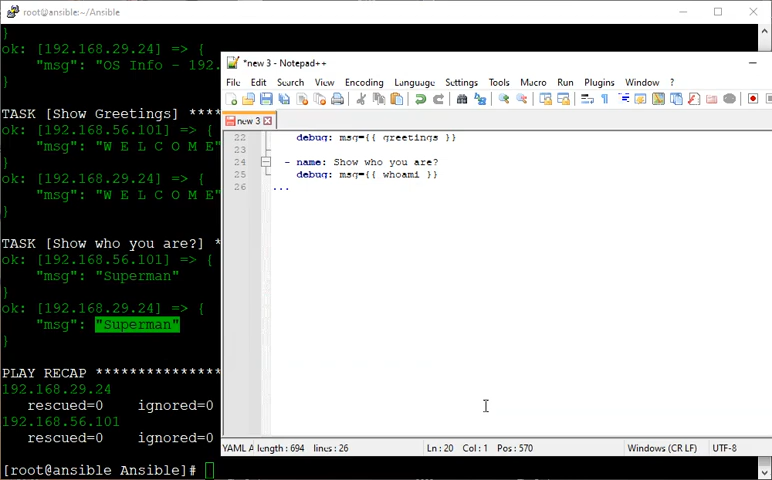 root@ansible:~/Ansible
}
ok: [192.168.29.24] => {
    "msg": "OS Info - 192.
}
TASK [Show Greetings] ****
ok: [192.168.56.101] => {
    "msg": "W E L C O M E"
}
ok: [192.168.29.24] => {
    "msg": "W E L C O M E"
}
TASK [Show who you are?] *
ok: [192.168.56.101] => {
    "msg": "Superman"
}
ok: [192.168.29.24] => {
    "msg": "Superman"
}
PLAY RECAP ***************
192.168.29.24
rescued=0    ignored=0
192.168.56.101
rescued=0    ignored=0
[root@ansible Ansible]#
*new 3 - Notepad++
File Edit Search View Encoding Language Settings Tools Macro Run Plugins Window ?
new 3
22 debug: msg={{ greetings }}
23
24 - name: Show who you are?
25 debug: msg={{ whoami }}
26 ...
YAML A length : 694 lines : 26 Ln : 20 Col : 1 Pos : 570 Windows (CR LF) UTF-8